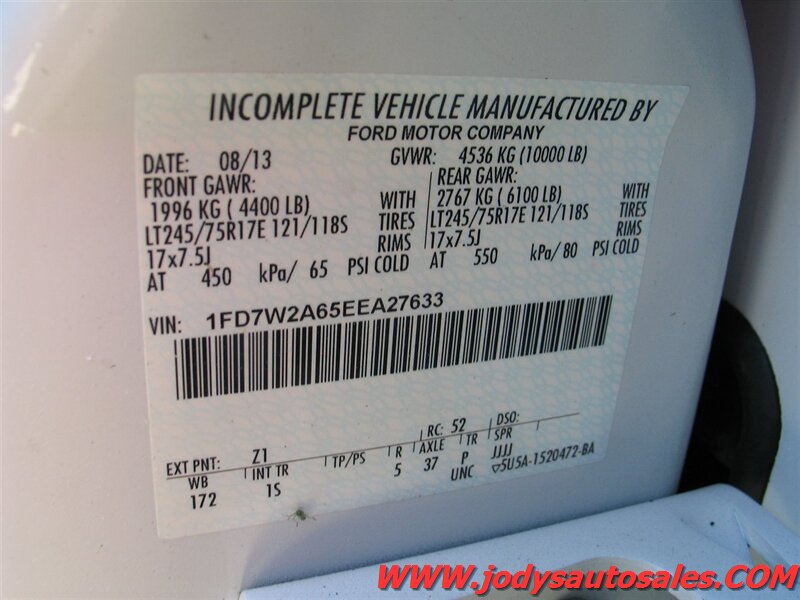 INCOMPLETE VEHICLE MANUFACTURED BY
FORD MOTOR COMPANY
DATE: 08/13 GVWR: 4536 KG (10000 LB)
FRONT GAWR: REAR GAWR:
1996 KG ( 4400 LB) WITH 2767 KG ( 6100 LB) WITH
LT245/75R17E 121/118S TIRES LT245/75R17E 121/118S TIRES
17x7.5J RIMS 17x7.5J RIMS
AT 450 kPa/ 65 PSI COLD AT 550 kPa/ 80 PSI COLD
VIN: 1FD7W2A65EEA27633
EXT PNT: Z1 RC: 52 DSO:
WB INT TR TP/PS R AXLE TR SPR
172 1S 5 37 P JJJJ
UNC ▽5U5A-1520472-BA
www.jodysautosales.com